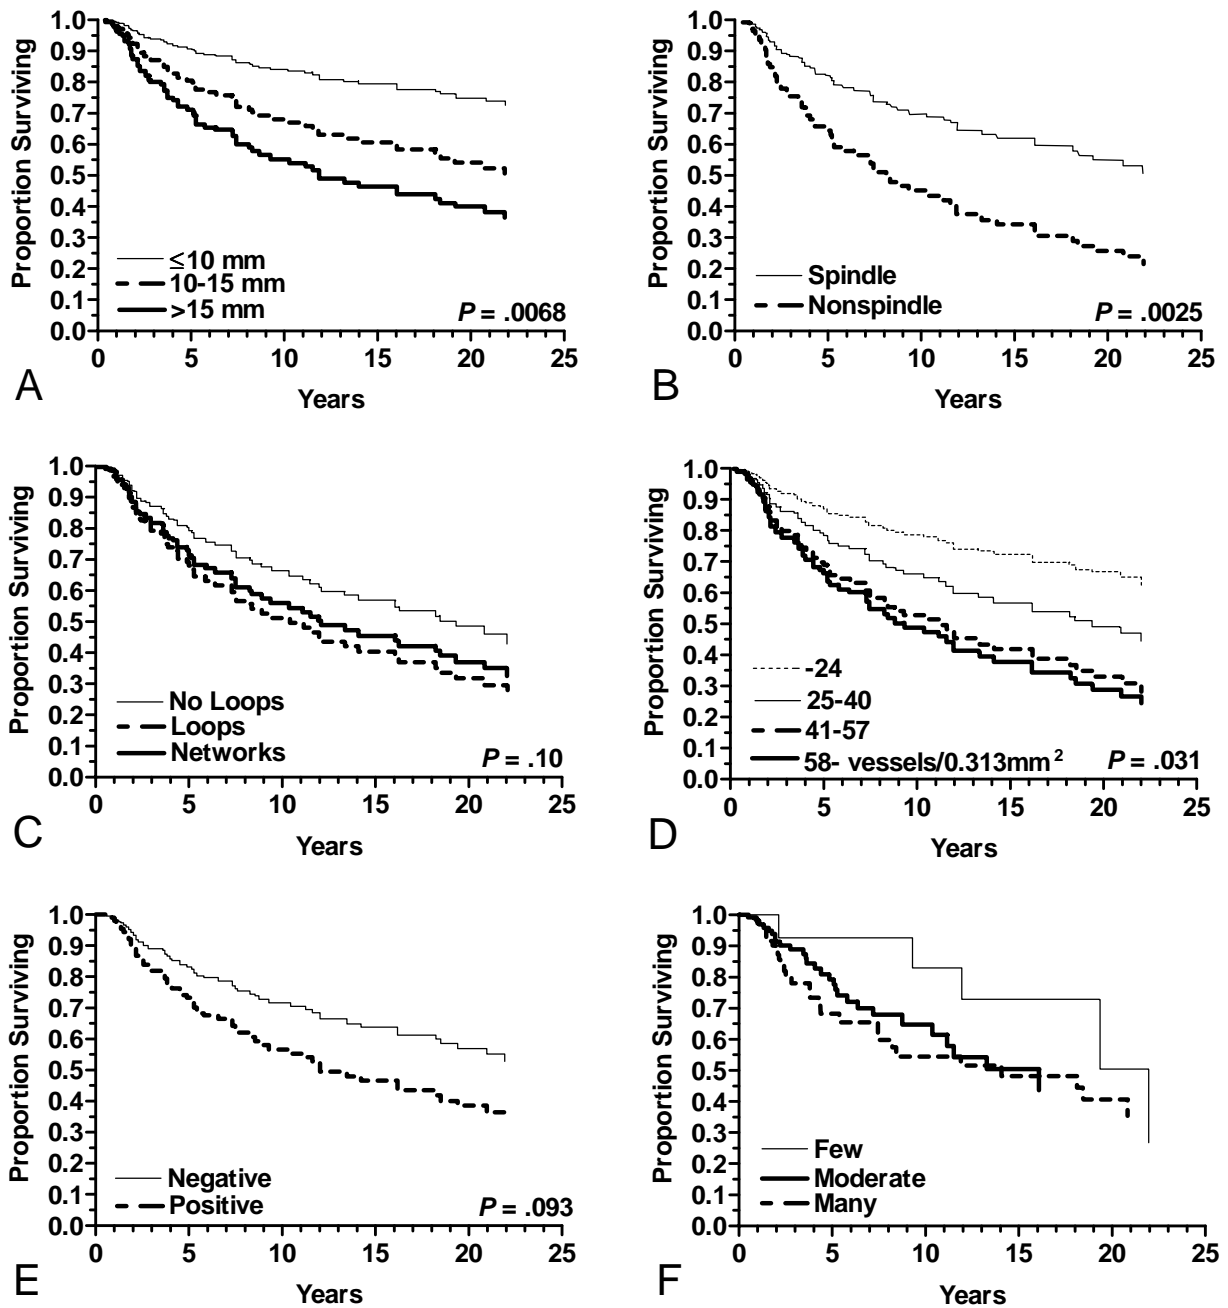 Proportion Surviving
1.0
0.9
0.8
0.7
0.6
0.5
0.4
0.3
0.2
0.1
0.0
≤10 mm
10-15 mm
>15 mm
P = .0068
0 5 10 15 20 25
Years
A
Proportion Surviving
1.0
0.9
0.8
0.7
0.6
0.5
0.4
0.3
0.2
0.1
0.0
Spindle
Nonspindle
P = .0025
0 5 10 15 20 25
Years
B
Proportion Surviving
1.0
0.9
0.8
0.7
0.6
0.5
0.4
0.3
0.2
0.1
0.0
No Loops
Loops
Networks
P = .10
0 5 10 15 20 25
Years
C
Proportion Surviving
1.0
0.9
0.8
0.7
0.6
0.5
0.4
0.3
0.2
0.1
0.0
-24
25-40
41-57
58- vessels/0.313mm²
P = .031
0 5 10 15 20 25
Years
D
Proportion Surviving
1.0
0.9
0.8
0.7
0.6
0.5
0.4
0.3
0.2
0.1
0.0
Negative
Positive
P = .093
0 5 10 15 20 25
Years
E
Proportion Surviving
1.0
0.9
0.8
0.7
0.6
0.5
0.4
0.3
0.2
0.1
0.0
Few
Moderate
Many
0 5 10 15 20 25
Years
F